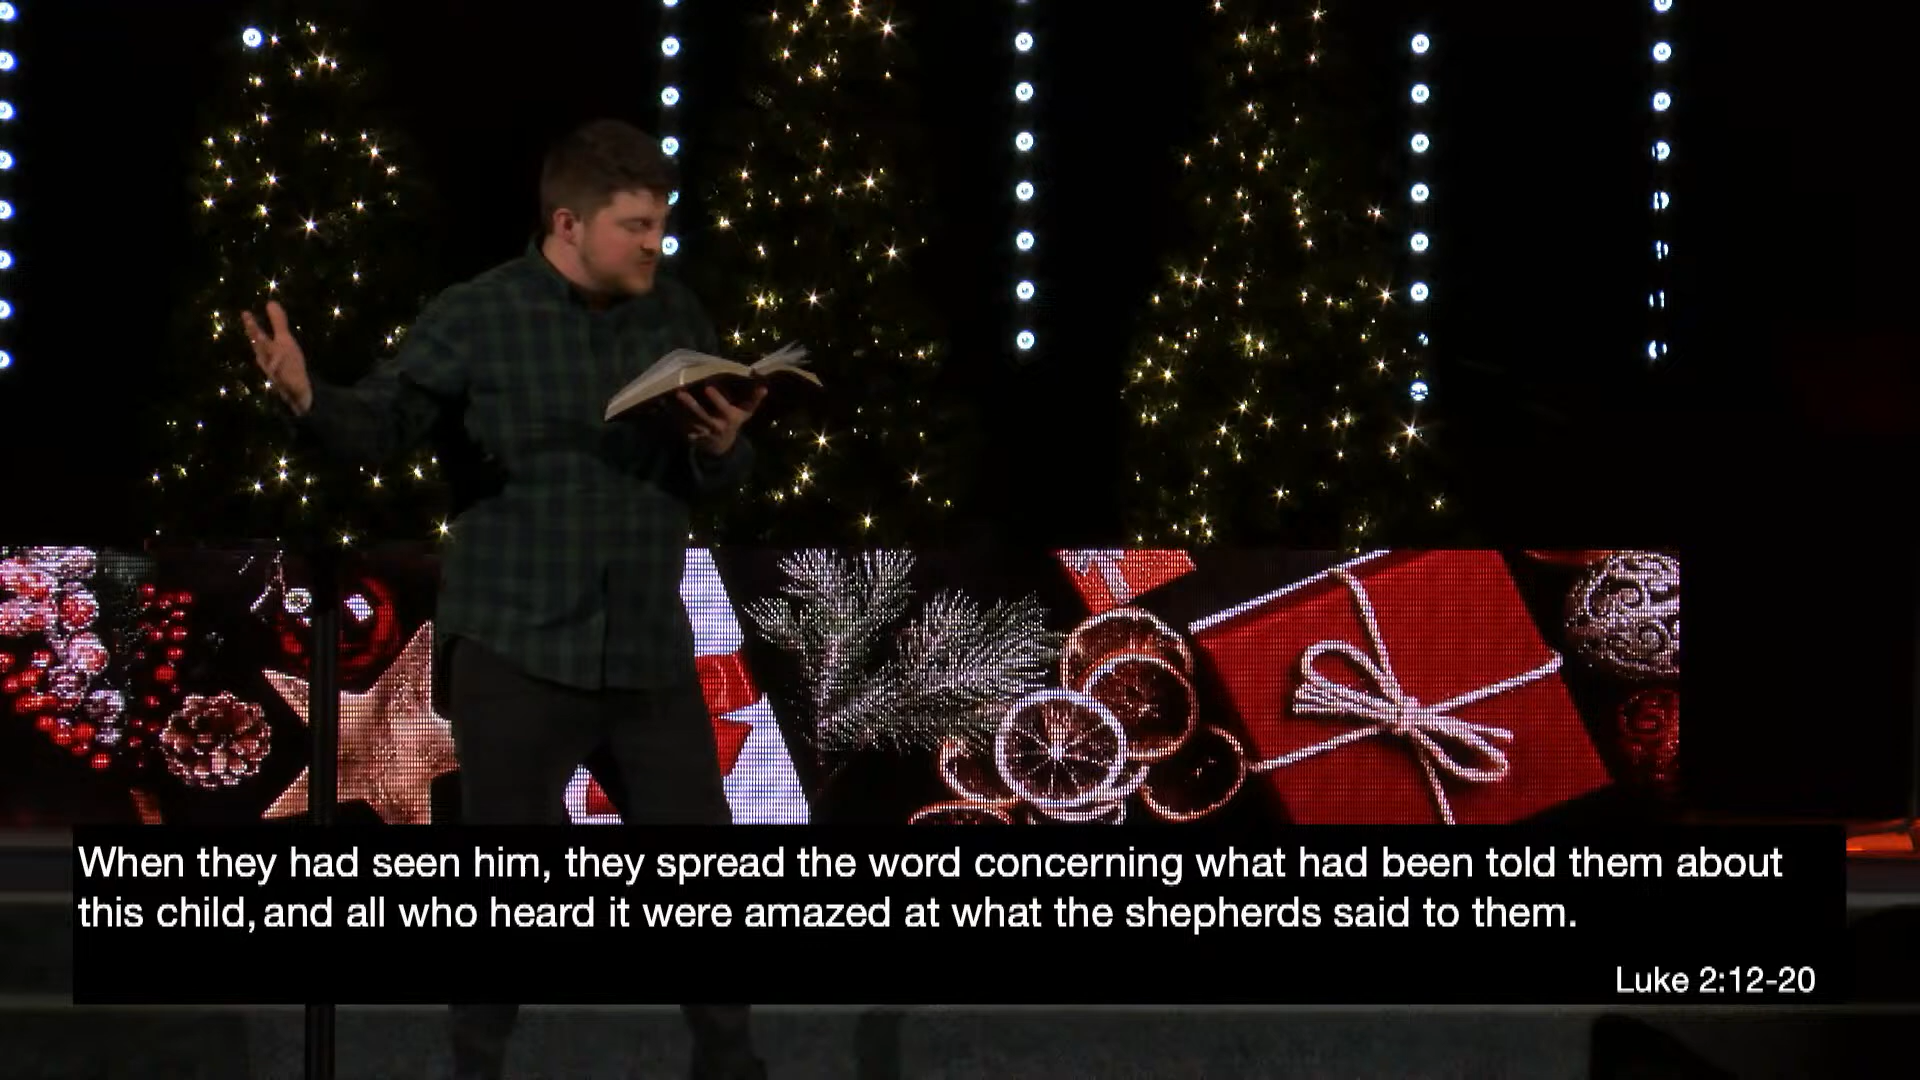 When they had seen him, they spread the word concerning what had been told them about
this child, and all who heard it were amazed at what the shepherds said to them.
Luke 2:12-20